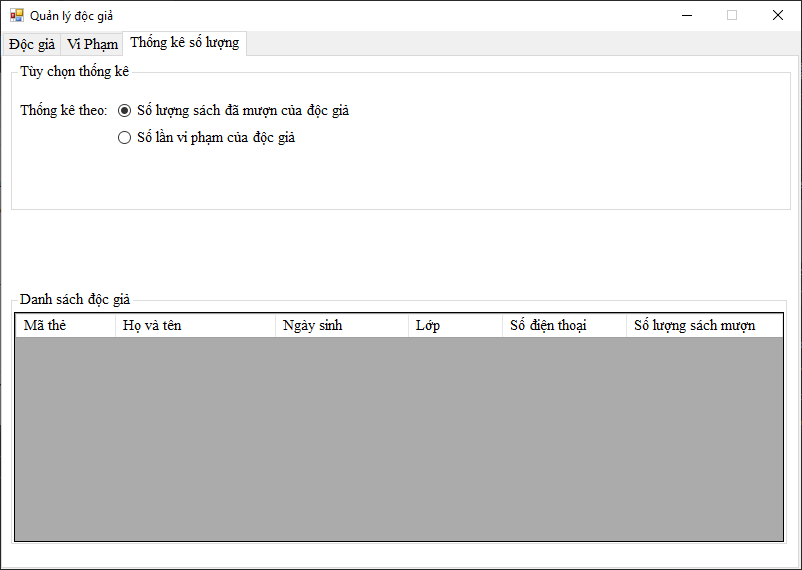 Quản lý độc giả
Độc giả Vi Phạm Thống kê số lượng
Tùy chọn thống kê
Thống kê theo: Số lượng sách đã mượn của độc giả
Số lần vi phạm của độc giả
Danh sách độc giả
Mã thẻ Họ và tên Ngày sinh Lớp Số điện thoại Số lượng sách mượn